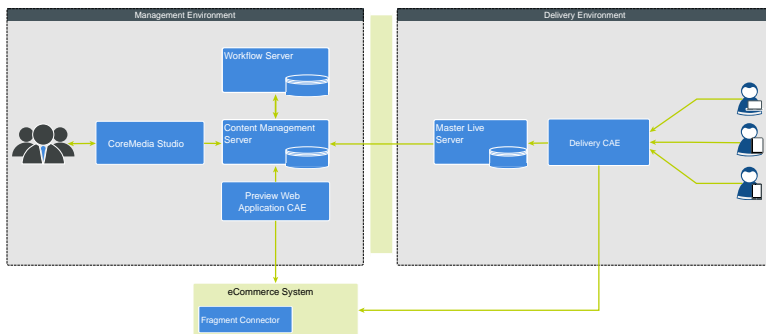 Management Environment
Delivery Environment
Workflow Server
CoreMedia Studio
Content Management
Server
Master Live
Server
Delivery CAE
Preview Web
Application CAE
eCommerce System
Fragment Connector